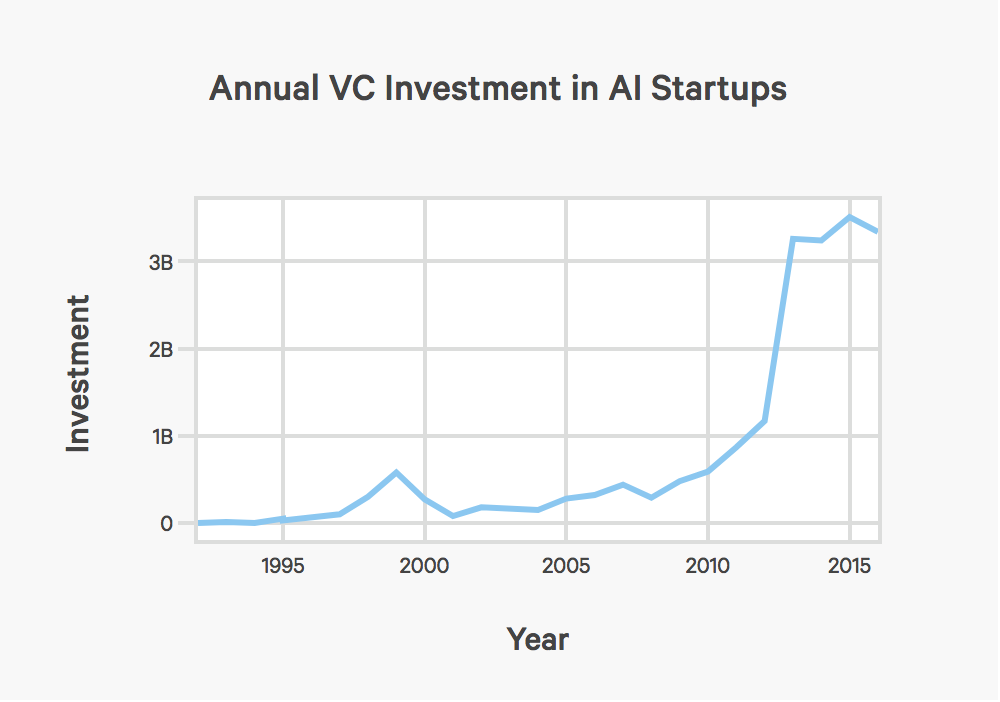 Annual VC Investment in AI Startups
Investment
3B
2B
1B
0
1995 2000 2005 2010 2015
Year